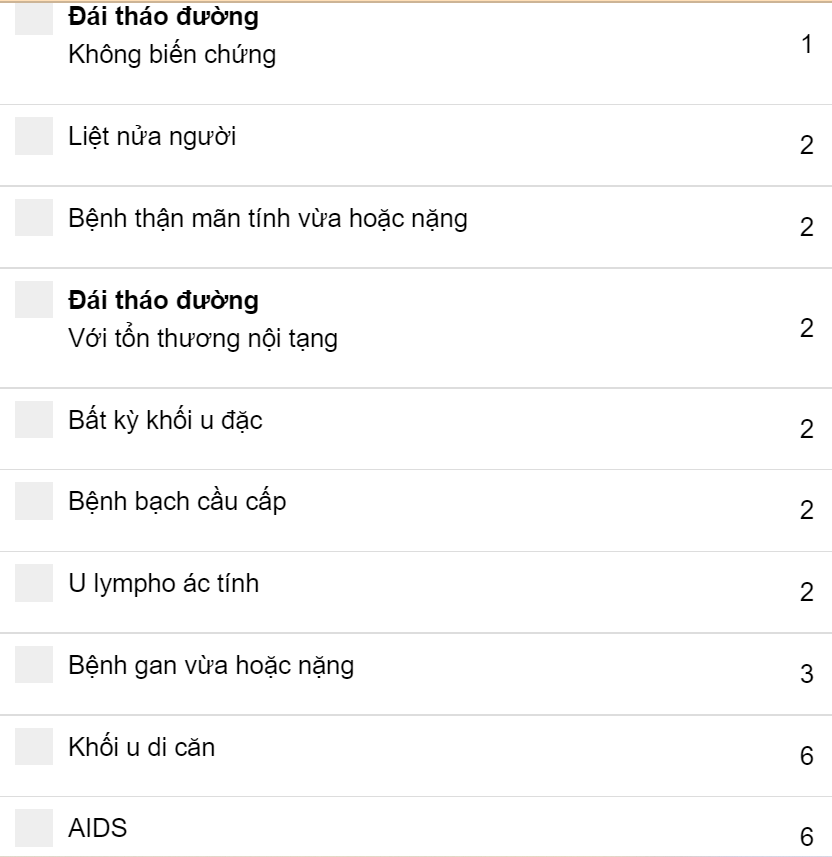 Đái tháo đường
Không biến chứng
1
Liệt nửa người
2
Bệnh thận mãn tính vừa hoặc nặng
2
Đái tháo đường
Với tổn thương nội tạng
2
Bất kỳ khối u đặc
2
Bệnh bạch cầu cấp
2
U lympho ác tính
2
Bệnh gan vừa hoặc nặng
3
Khối u di căn
6
AIDS
6